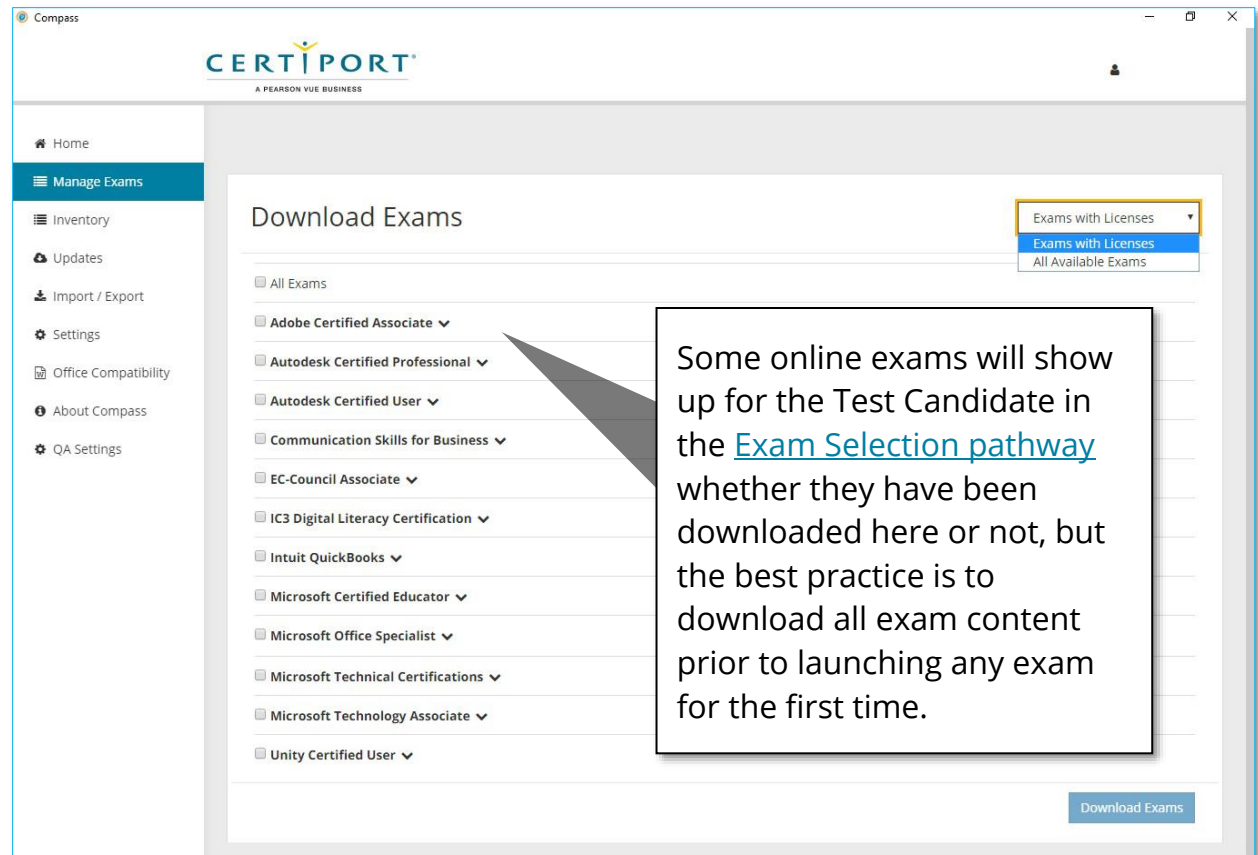 Compass
CERTIPORT
A PEARSON VUE BUSINESS
Home
Manage Exams
Inventory
Updates
Import / Export
Settings
Office Compatibility
About Compass
QA Settings
Download Exams
Exams with Licenses
Exams with Licenses
All Available Exams
All Exams
Adobe Certified Associate
Autodesk Certified Professional
Autodesk Certified User
Communication Skills for Business
EC-Council Associate
IC3 Digital Literacy Certification
Intuit QuickBooks
Microsoft Certified Educator
Microsoft Office Specialist
Microsoft Technical Certifications
Microsoft Technology Associate
Unity Certified User
Some online exams will show
up for the Test Candidate in
the Exam Selection pathway
whether they have been
downloaded here or not, but
the best practice is to
download all exam content
prior to launching any exam
for the first time.
Download Exams